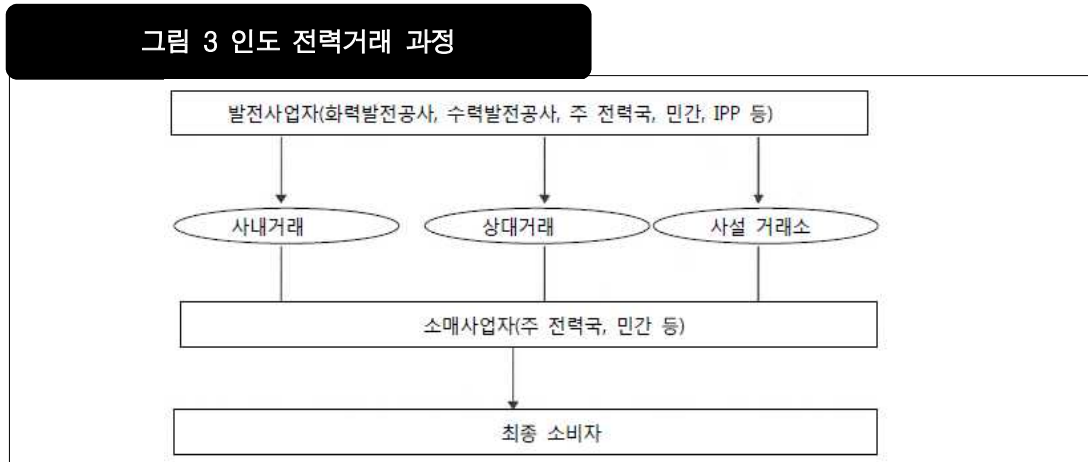 그림 3 인도 전력거래 과정
발전사업자(화력발전공사, 수력발전공사, 주 전력국, 민간, IPP 등)
사내거래 상대거래 사설 거래소
소매사업자(주 전력국, 민간 등)
최종 소비자